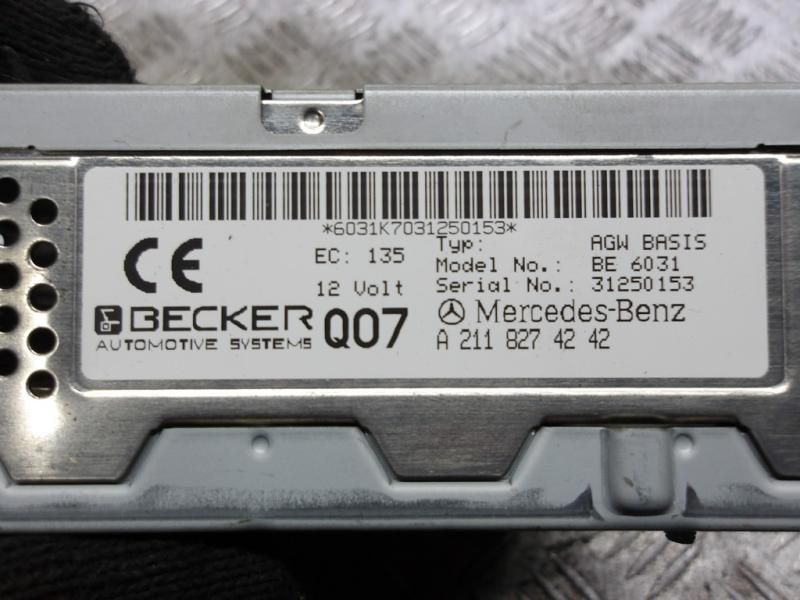 *6031K7031250153*
CE
EC: 135
12 Volt
Typ: AGW BASIS
Model No.: BE 6031
Serial No.: 31250153
BECKER
AUTOMOTIVE SYSTEMS
Q07
Mercedes-Benz
A 211 827 42 42